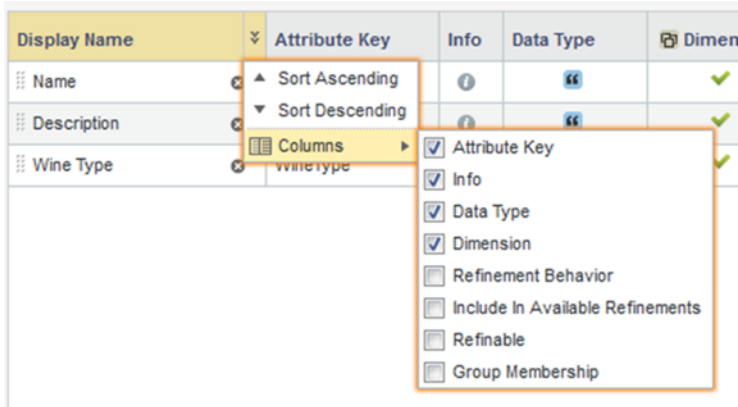 Display Name Attribute Key Info Data Type Dimen
Name
Sort Ascending
Description
Sort Descending
Columns
Wine Type WineType
Attribute Key
Info
Data Type
Dimension
Refinement Behavior
Include In Available Refinements
Refinable
Group Membership